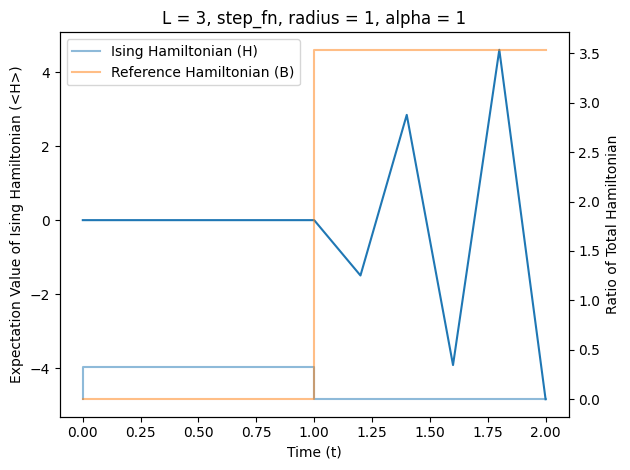 L = 3, step_fn, radius = 1, alpha = 1
Ising Hamiltonian (H)
Reference Hamiltonian (B)
Expectation Value of Ising Hamiltonian (<H>)
4
2
0
−2
−4
3.5
3.0
2.5
2.0
1.5
1.0
0.5
0.0
Ratio of Total Hamiltonian
0.00 0.25 0.50 0.75 1.00 1.25 1.50 1.75 2.00
Time (t)